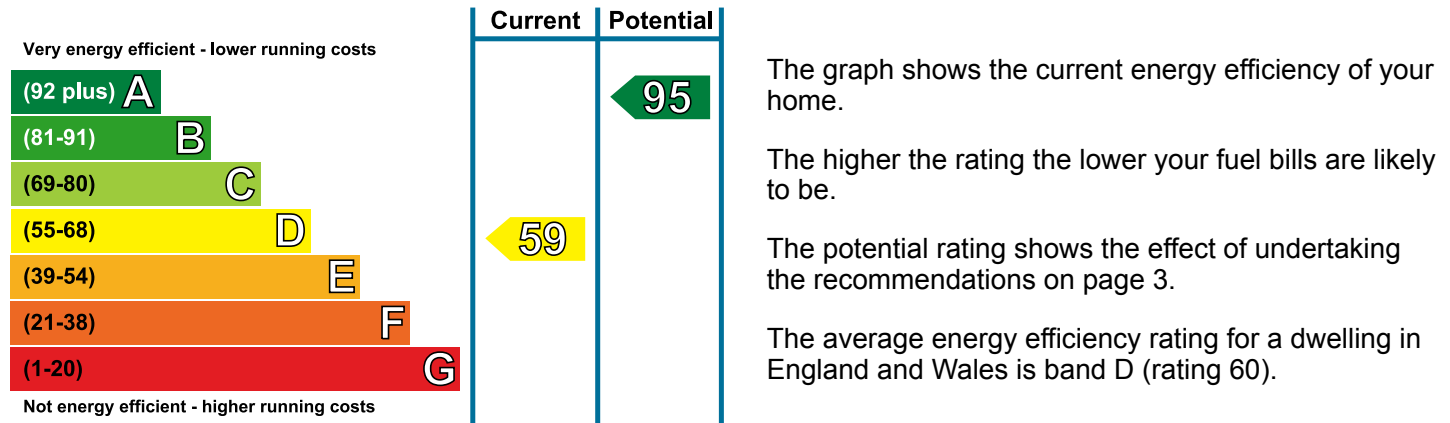 Current Potential
Very energy efficient - lower running costs
(92 plus) A
95
(81-91) B
(69-80) C
(55-68) D
59
(39-54) E
(21-38) F
(1-20) G
Not energy efficient - higher running costs
The graph shows the current energy efficiency of your
home.
The higher the rating the lower your fuel bills are likely
to be.
The potential rating shows the effect of undertaking
the recommendations on page 3.
The average energy efficiency rating for a dwelling in
England and Wales is band D (rating 60).